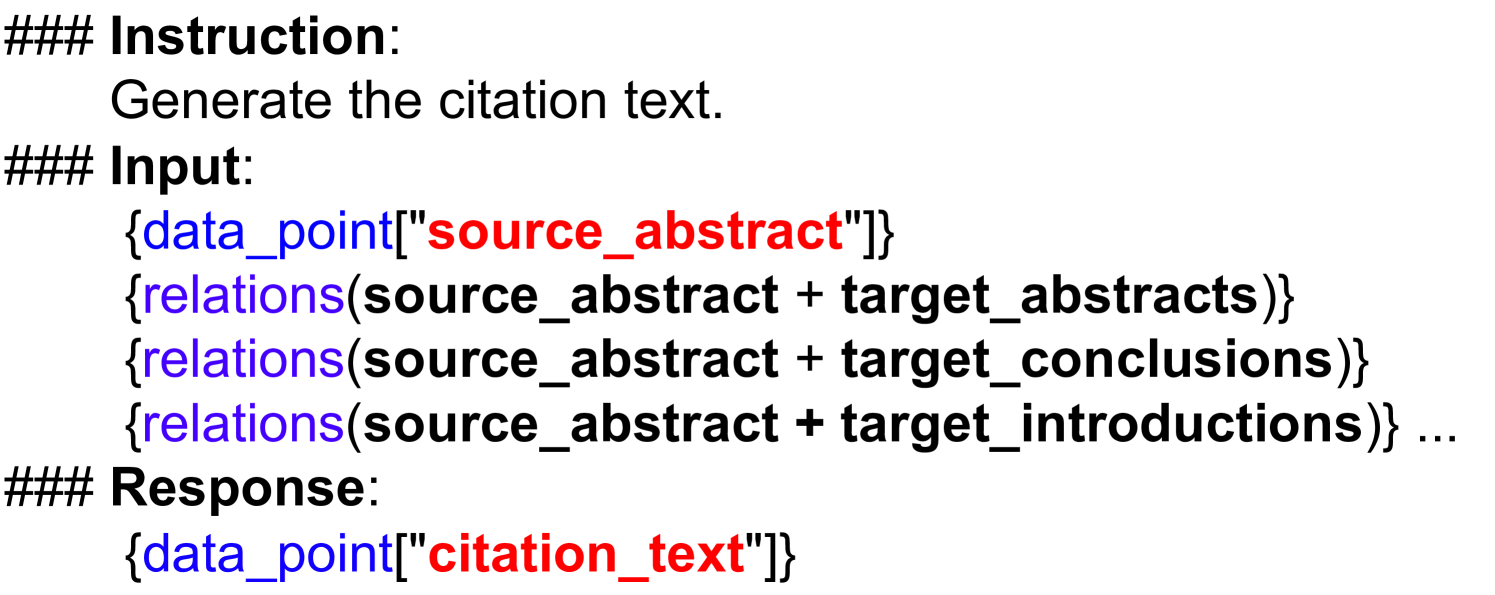 ### Instruction:
Generate the citation text.
### Input:
{data_point["source_abstract"]}
{relations(source_abstract + target_abstracts)}
{relations(source_abstract + target_conclusions)}
{relations(source_abstract + target_introductions)} ...
### Response:
{data_point["citation_text"]}